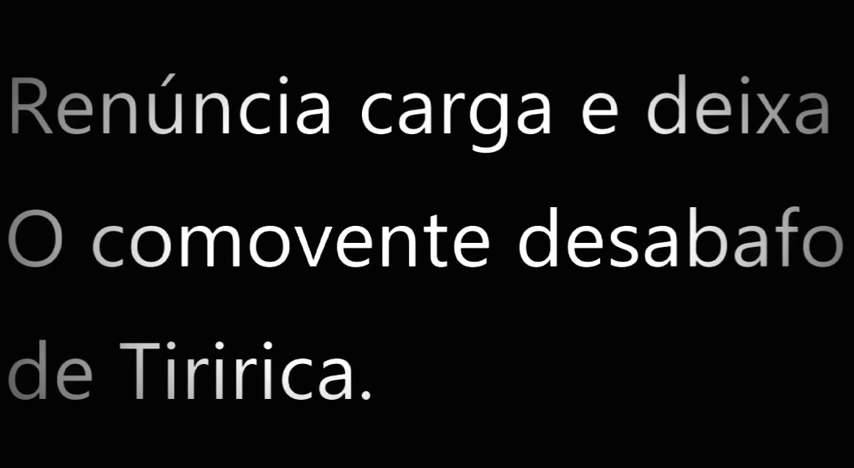 Renúncia carga e deixa
O comovente desabafo
de Tiririca.